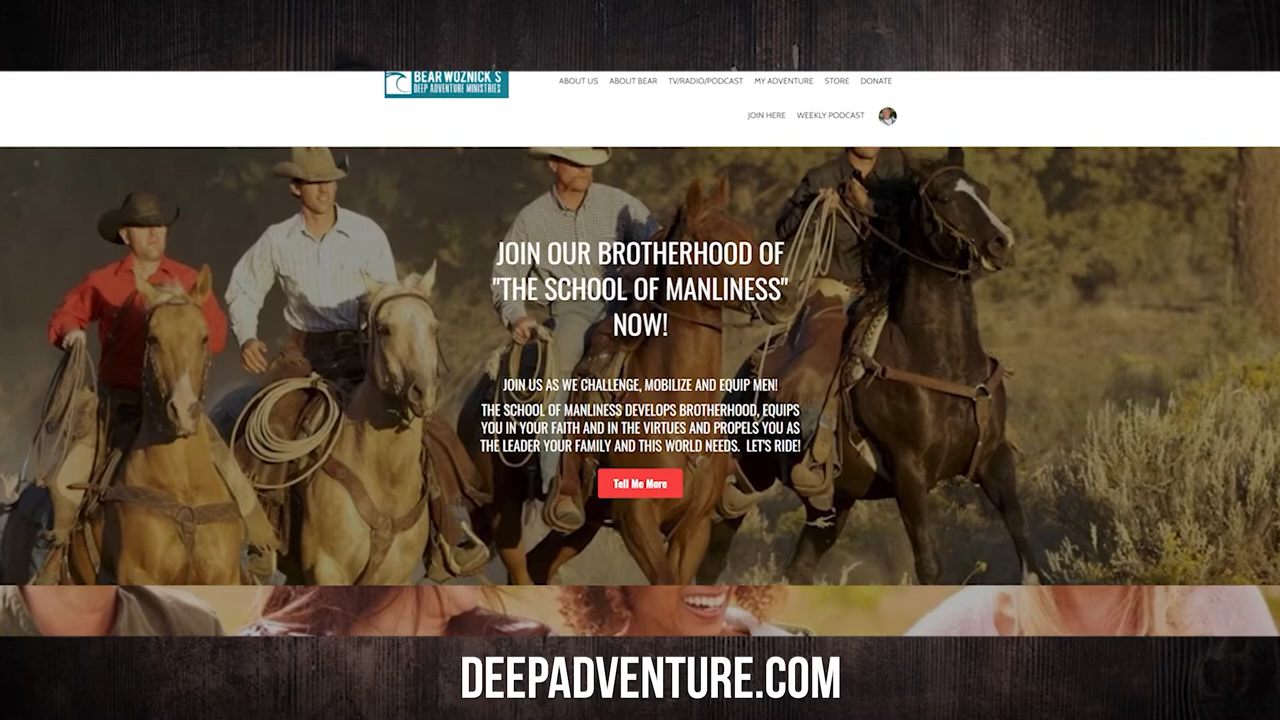 BEAR WOZNICK'S
DEEP ADVENTURE MINISTRIES
ABOUT US ABOUT BEAR TV/RADIO/PODCAST MY ADVENTURE STORE DONATE
JOIN HERE WEEKLY PODCAST
JOIN OUR BROTHERHOOD OF
"THE SCHOOL OF MANLINESS"
NOW!
JOIN US AS WE CHALLENGE, MOBILIZE AND EQUIP MEN!
THE SCHOOL OF MANLINESS DEVELOPS BROTHERHOOD, EQUIPS
YOU IN YOUR FAITH AND IN THE VIRTUES AND PROPELS YOU AS
THE LEADER YOUR FAMILY AND THIS WORLD NEEDS. LET'S RIDE!
Tell Me More
DEEPADVENTURE.COM